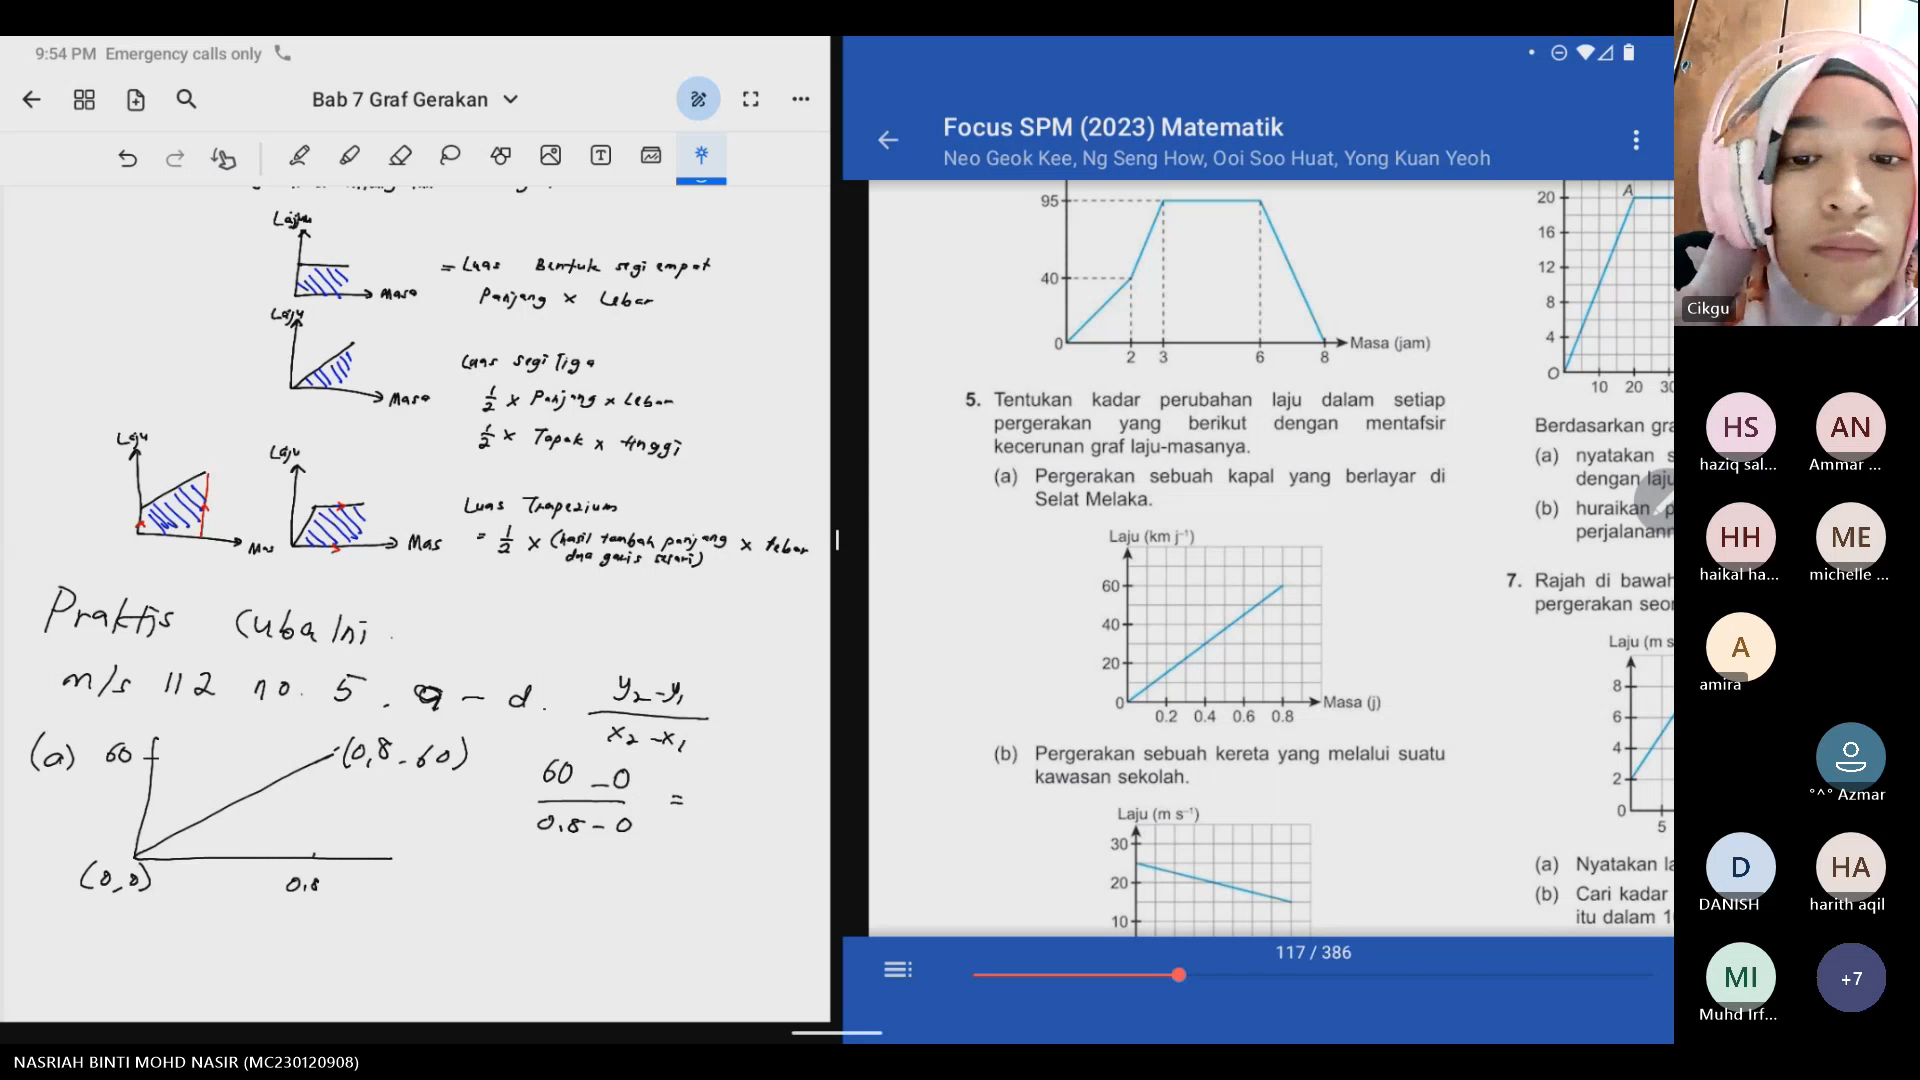 9:54 PM Emergency calls only
Bab 7 Graf Gerakan
Laju
Masa
= Luas Bentuk segi empat
Panjang x Lebar
Laju
Masa
Luas segi Tiga
1/2 x Panjang x Lebar
1/2 x Tapak x tinggi
Laju
Mas
Laju
Mas
Luas Trapezium
= 1/2 x (hasil tambah panjang x lebar
dua garis selari)
Praktis Cuba Ini.
m/s 112 no. 5. a - d.
y₂-y₁
x₂-x₁
(a) 60
(0,8-60)
60-0
0.8-0
=
(0,0)
0.8
Focus SPM (2023) Matematik
Neo Geok Kee, Ng Seng How, Ooi Soo Huat, Yong Kuan Yeoh
95
40
0
2 3 6 8
Masa (jam)
5. Tentukan kadar perubahan laju dalam setiap
pergerakan yang berikut dengan mentafsir
kecerunan graf laju-masanya.
(a) Pergerakan sebuah kapal yang berlayar di
Selat Melaka.
Laju (km j⁻¹)
60
40
20
0
0.2 0.4 0.6 0.8
Masa (j)
(b) Pergerakan sebuah kereta yang melalui suatu
kawasan sekolah.
Laju (m s⁻¹)
30
20
10
A
20
16
12
8
4
O
10 20 30
Berdasarkan gra
(a) nyatakan s
dengan laju
(b) huraikan p
perjalanan
7. Rajah di bawah
pergerakan seor
Laju (m s
8
6
4
2
0
5
(a) Nyatakan la
(b) Cari kadar
itu dalam 1
117 / 386
Cikgu
HS
haziq sal...
AN
Ammar ...
HH
haikal ha...
ME
michelle ...
A
amira
°^° Azmar
D
DANISH
HA
harith aqil
MI
Muhd Irf...
+7
NASRIAH BINTI MOHD NASIR (MC230120908)